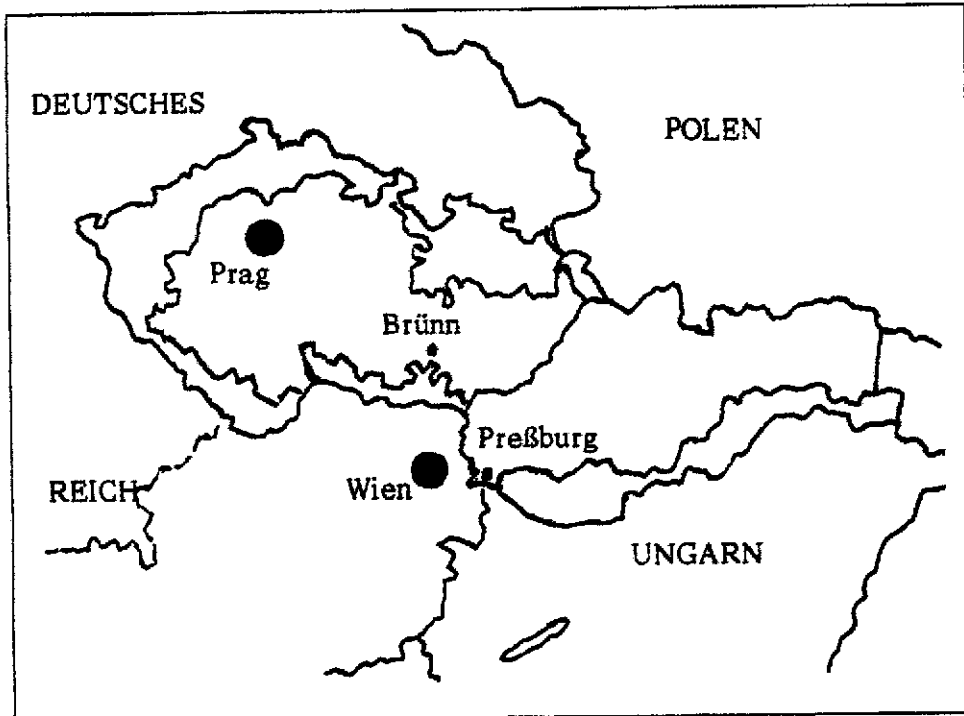 DEUTSCHES
POLEN
Prag
Brünn
Preßburg
Wien
REICH
UNGARN